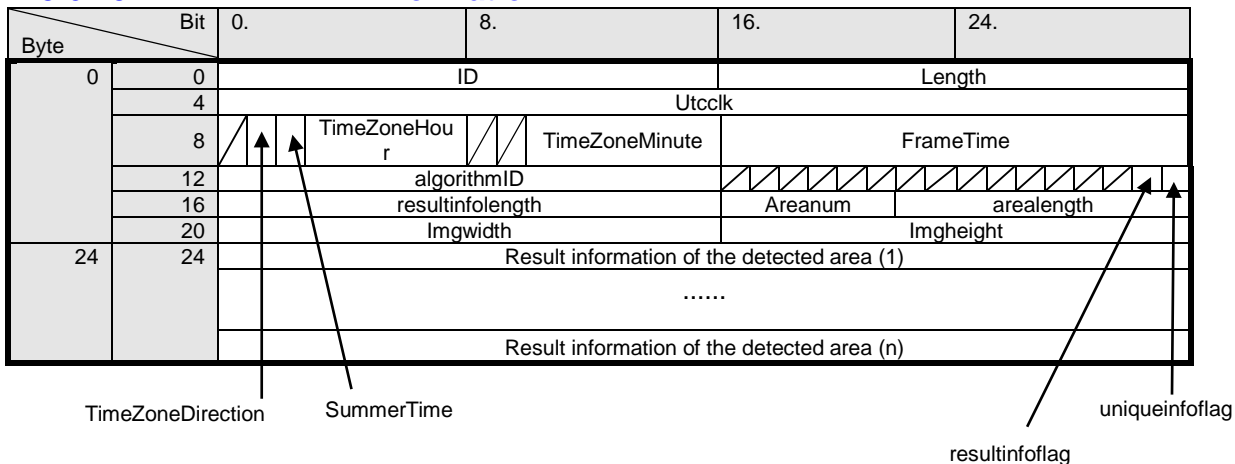 Bit 0. 8. 16. 24.
Byte
0 0 ID Length
4 Utcclk
8 TimeZoneHou
r TimeZoneMinute FrameTime
12 algorithmID
16 resultinfolength Areanum arealength
20 Imgwidth Imgheight
24 24 Result information of the detected area (1)
......
Result information of the detected area (n)
TimeZoneDirection SummerTime uniqueinfoflag
resultinfoflag